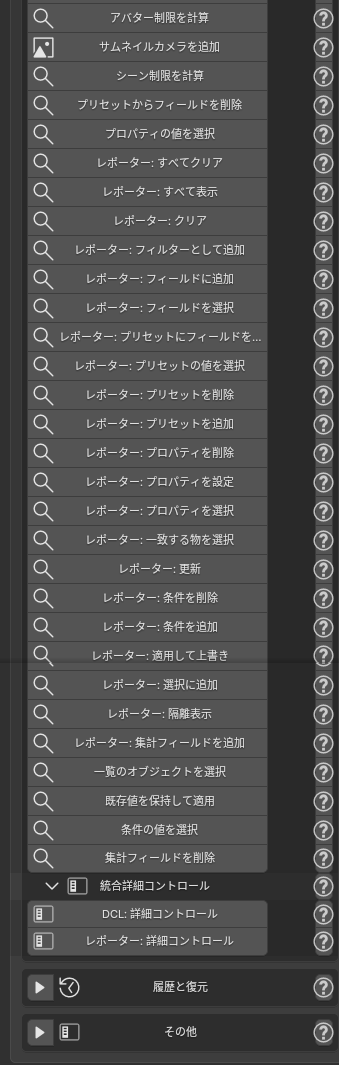 アバター制限を計算
サムネイルカメラを追加
シーン制限を計算
プリセットからフィールドを削除
プロパティの値を選択
レポーター: すべてクリア
レポーター: すべて表示
レポーター: クリア
レポーター: フィルターとして追加
レポーター: フィールドに追加
レポーター: フィールドを選択
レポーター: プリセットにフィールドを...
レポーター: プリセットの値を選択
レポーター: プリセットを削除
レポーター: プリセットを追加
レポーター: プロパティを削除
レポーター: プロパティを設定
レポーター: プロパティを選択
レポーター: 一致する物を選択
レポーター: 更新
レポーター: 条件を削除
レポーター: 条件を追加
レポーター: 適用して上書き
レポーター: 選択に追加
レポーター: 隔離表示
レポーター: 集計フィールドを追加
一覧のオブジェクトを選択
既存値を保持して適用
条件の値を選択
集計フィールドを削除
統合詳細コントロール
DCL: 詳細コントロール
レポーター: 詳細コントロール
履歴と復元
その他